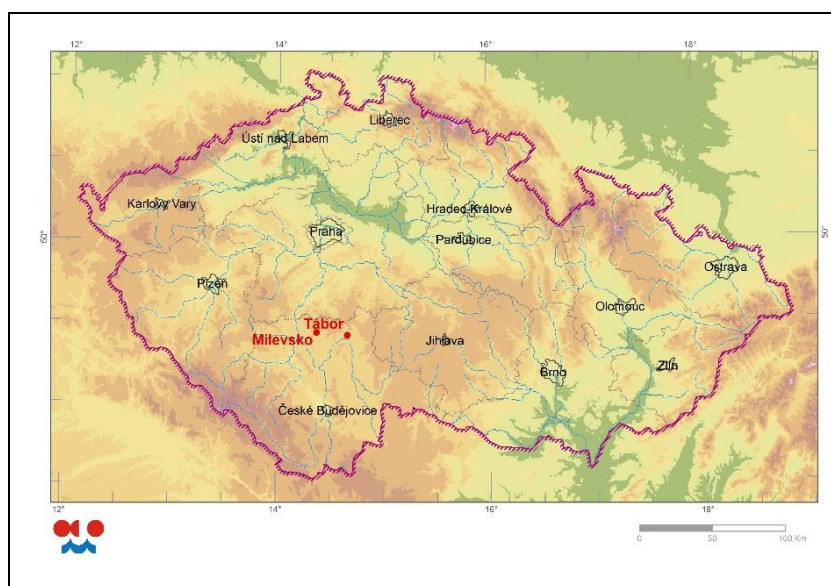 12° 14° 16° 18°
Liberec
Ústí nad Labem
Karlovy Vary
Hradec Králové
50° 50°
Praha
Pardubice
Ostrava
Plzeň
Olomouc
Tábor
Milevsko
Jihlava
Brno
Zlín
České Budějovice
12° 14° 16° 18°
0 50 100 Km